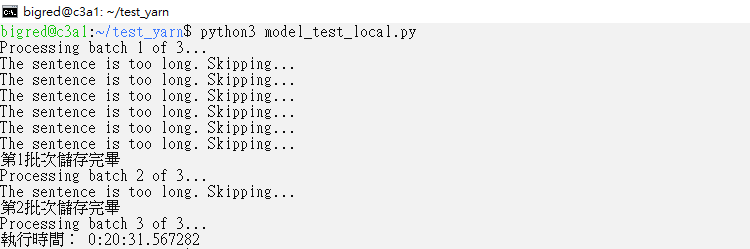 bigred@c3a1: ~/test_yarn
bigred@c3a1:~/test_yarn$ python3 model_test_local.py
Processing batch 1 of 3...
The sentence is too long. Skipping...
The sentence is too long. Skipping...
The sentence is too long. Skipping...
The sentence is too long. Skipping...
The sentence is too long. Skipping...
The sentence is too long. Skipping...
第1批次儲存完畢
Processing batch 2 of 3...
The sentence is too long. Skipping...
第2批次儲存完畢
Processing batch 3 of 3...
執行時間： 0:20:31.567282